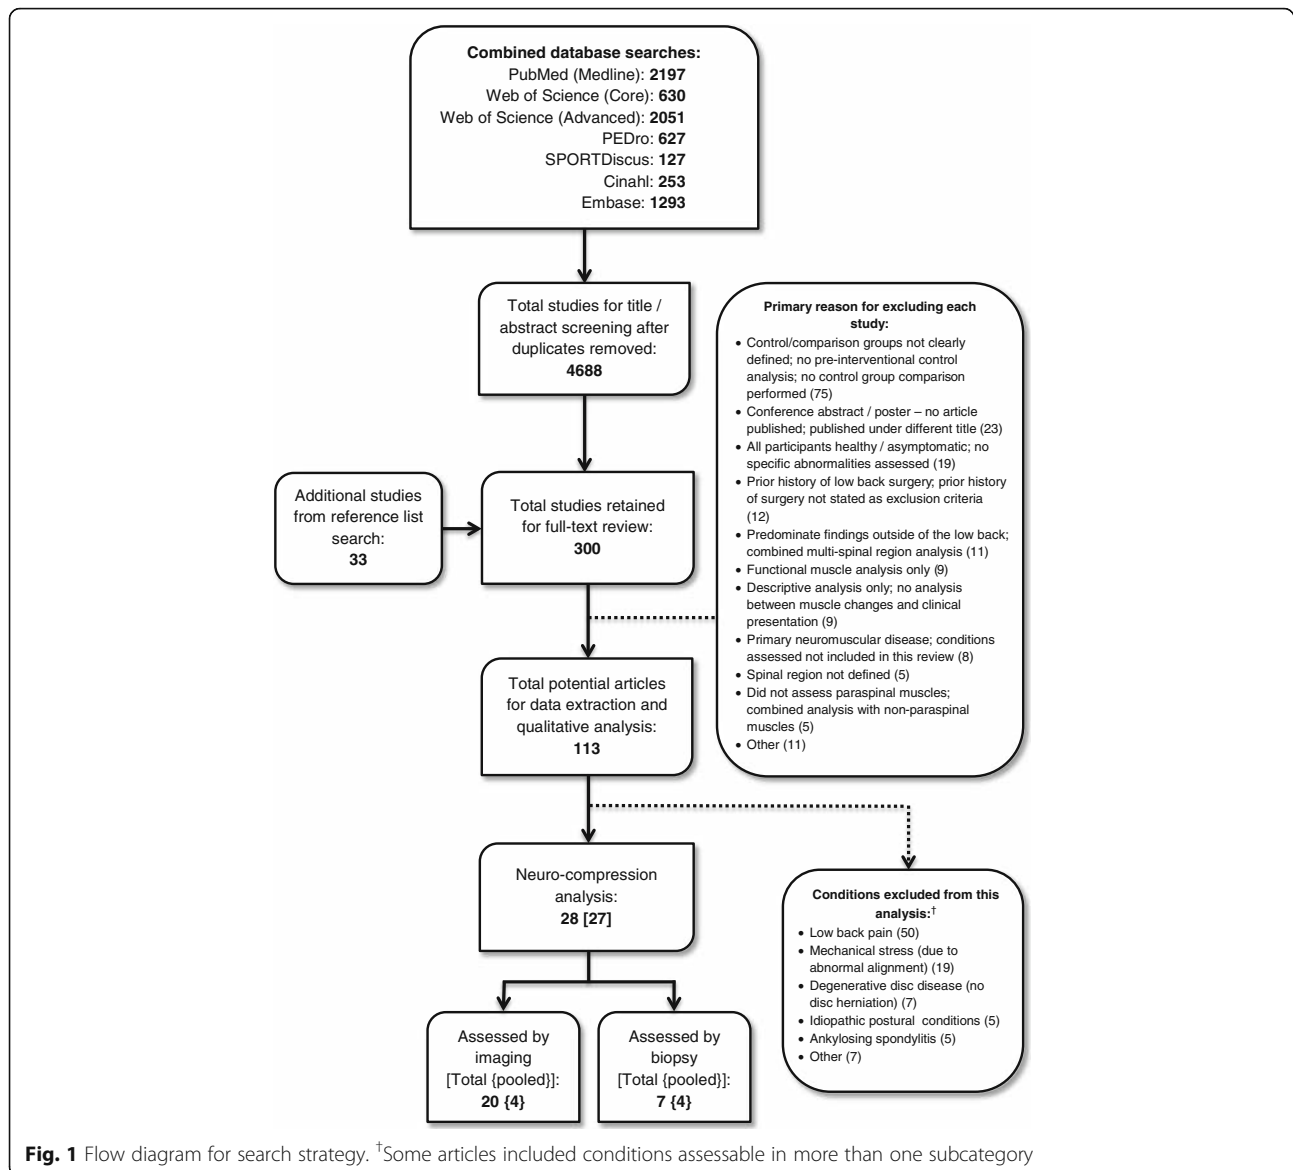 Combined database searches:
PubMed (Medline): 2197
Web of Science (Core): 630
Web of Science (Advanced): 2051
PEDro: 627
SPORTDiscus: 127
Cinahl: 253
Embase: 1293
Total studies for title /
abstract screening after
duplicates removed:
4688
Additional studies
from reference list
search:
33
Total studies retained
for full-text review:
300
Primary reason for excluding each
study:
• Control/comparison groups not clearly
defined; no pre-interventional control
analysis; no control group comparison
performed (75)
• Conference abstract / poster – no article
published; published under different title (23)
• All participants healthy / asymptomatic; no
specific abnormalities assessed (19)
• Prior history of low back surgery; prior history
of surgery not stated as exclusion criteria
(12)
• Predominate findings outside of the low back;
combined multi-spinal region analysis (11)
• Functional muscle analysis only (9)
• Descriptive analysis only; no analysis
between muscle changes and clinical
presentation (9)
• Primary neuromuscular disease; conditions
assessed not included in this review (8)
• Spinal region not defined (5)
• Did not assess paraspinal muscles;
combined analysis with non-paraspinal
muscles (5)
• Other (11)
Total potential articles
for data extraction and
qualitative analysis:
113
Neuro-compression
analysis:
28 [27]
Conditions excluded from this
analysis:†
• Low back pain (50)
• Mechanical stress (due to
abnormal alignment) (19)
• Degenerative disc disease (no
disc herniation) (7)
• Idiopathic postural conditions (5)
• Ankylosing spondylitis (5)
• Other (7)
Assessed by
imaging
[Total {pooled}]:
20 {4}
Assessed by
biopsy
[Total {pooled}]:
7 {4}
Fig. 1 Flow diagram for search strategy. †Some articles included conditions assessable in more than one subcategory